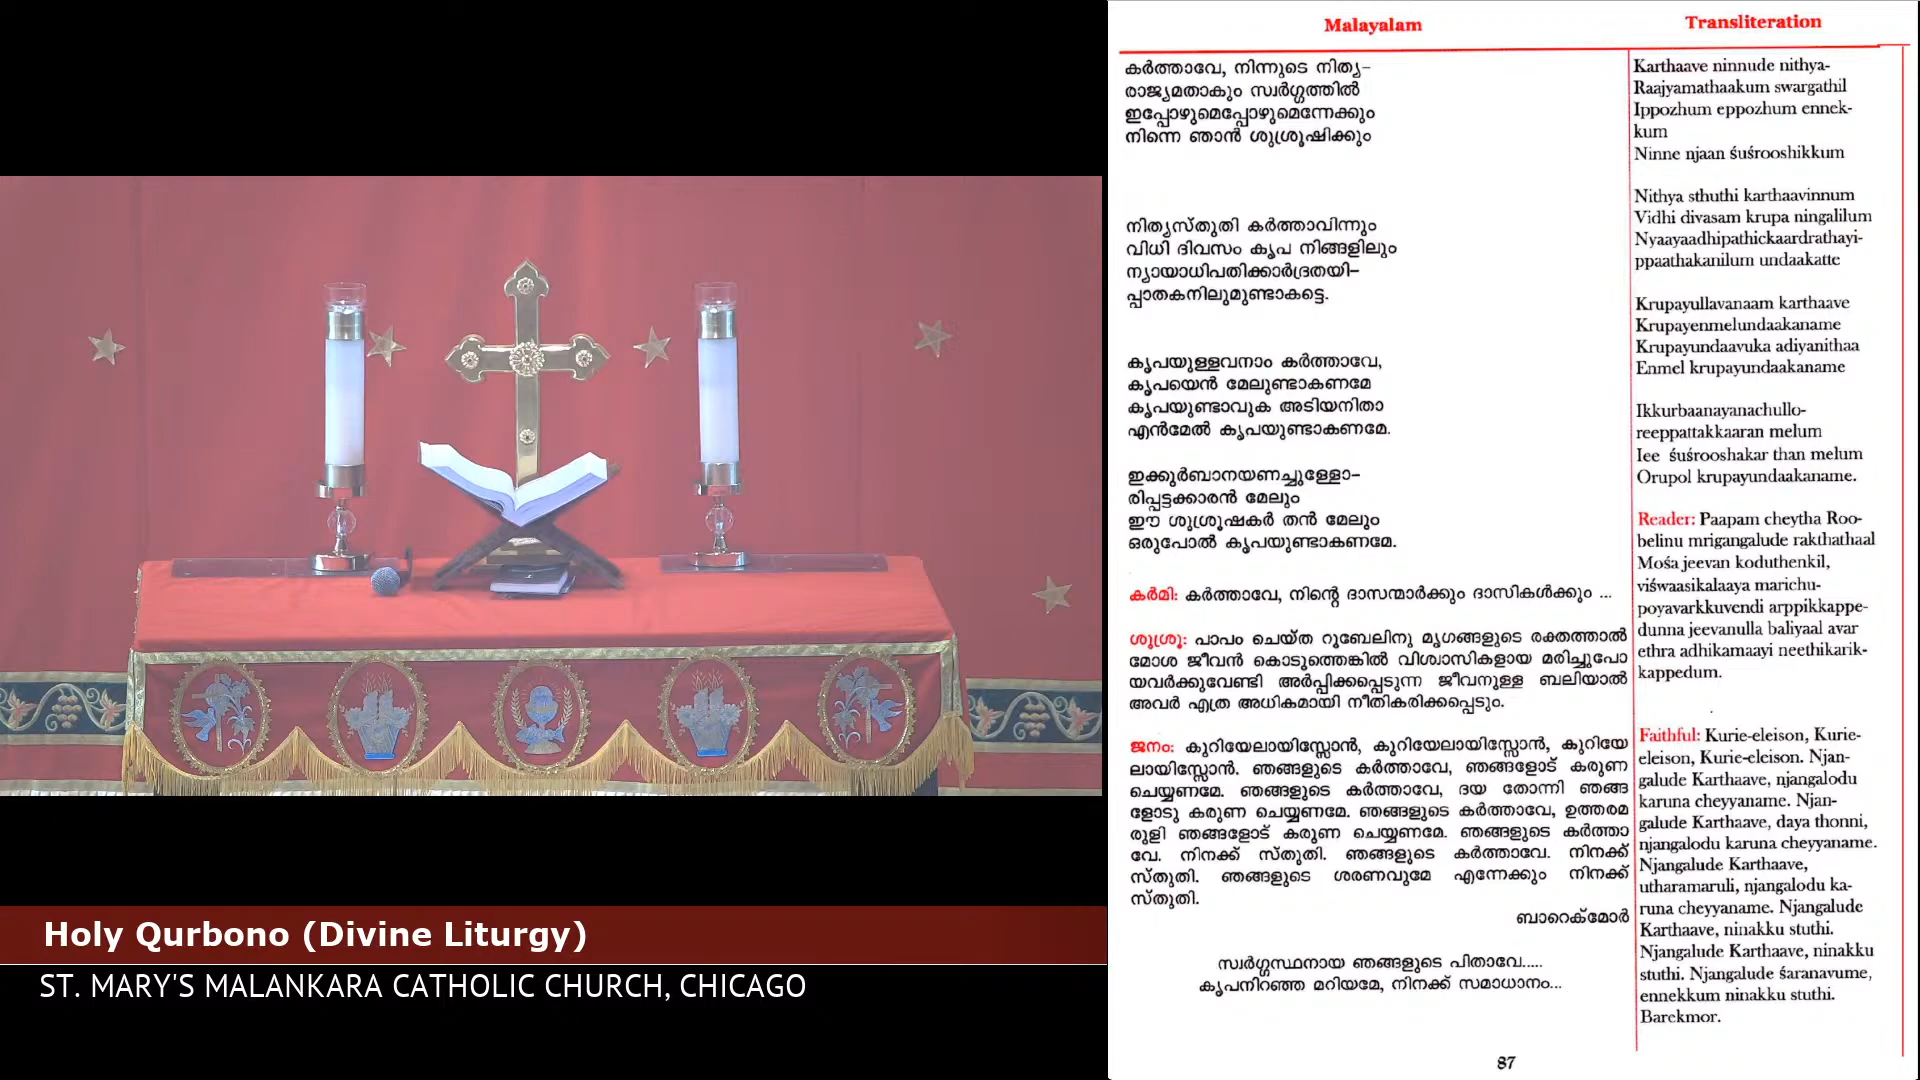 Holy Qurbono (Divine Liturgy)
ST. MARY'S MALANKARA CATHOLIC CHURCH, CHICAGO
Malayalam
കർത്താവേ, നിന്നുടെ നിത്യ–
രാജ്യമതാകും സ്വർഗ്ഗത്തിൽ
ഇപ്പോഴുമെപ്പോഴുമെന്നേക്കും
നിന്നെ ഞാൻ ശുശ്രൂഷിക്കും
നിത്യസ്തുതി കർത്താവിന്നും
വിധി ദിവസം കൃപ നിങ്ങളിലും
ന്യായാധിപതിക്കാർദ്രതയി–
പ്പാതകനിലുമുണ്ടാകട്ടെ.
കൃപയുള്ളവനാം കർത്താവേ,
കൃപയെൻ മേലുണ്ടാകണമേ
കൃപയുണ്ടാവുക അടിയനിതാ
എൻമേൽ കൃപയുണ്ടാകണമേ.
ഇക്കുർബാനയണച്ചുള്ളോ–
രിപ്പട്ടക്കാരൻ മേലും
ഈ ശുശ്രൂഷകർ തൻ മേലും
ഒരുപോൽ കൃപയുണ്ടാകണമേ.
കർമി: കർത്താവേ, നിന്റെ ദാസന്മാർക്കും ദാസികൾക്കും ...
ശുശ്രൂ: പാപം ചെയ്ത റൂബേലിനു മൃഗങ്ങളുടെ രക്തത്താൽ
മോശ ജീവൻ കൊടുത്തെങ്കിൽ വിശ്വാസികളായ മരിച്ചുപോ
യവർക്കുവേണ്ടി അർപ്പിക്കപ്പെടുന്ന ജീവനുള്ള ബലിയാൽ
അവർ എത്ര അധികമായി നീതികരിക്കപ്പെടും.
ജനം: കുറിയേലായിസ്സോൻ, കുറിയേലായിസ്സോൻ, കുറിയേ
ലായിസ്സോൻ. ഞങ്ങളുടെ കർത്താവേ, ഞങ്ങളോട് കരുണ
ചെയ്യണമേ. ഞങ്ങളുടെ കർത്താവേ, ദയ തോന്നി ഞങ്ങ
ളോടു കരുണ ചെയ്യണമേ. ഞങ്ങളുടെ കർത്താവേ, ഉത്തരമ
രുളി ഞങ്ങളോട് കരുണ ചെയ്യണമേ. ഞങ്ങളുടെ കർത്താ
വേ. നിനക്ക് സ്തുതി. ഞങ്ങളുടെ കർത്താവേ. നിനക്ക്
സ്തുതി. ഞങ്ങളുടെ ശരണവുമേ എന്നേക്കും നിനക്ക്
സ്തുതി.
ബാറെക്മോർ
സ്വർഗ്ഗസ്ഥനായ ഞങ്ങളുടെ പിതാവേ.....
കൃപനിറഞ്ഞ മറിയമേ, നിനക്ക് സമാധാനം...
Transliteration
Karthaave ninnude nithya-
Raajyamathaakum swargathil
Ippozhum eppozhum ennek-
kum
Ninne njaan śuśrooshikkum
Nithya sthuthi karthaavinnum
Vidhi divasam krupa ningalilum
Nyaayaadhipathickaardrathayi-
ppaathakanilum undaakatte
Krupayullavanaam karthaave
Krupayenmelundaakaname
Krupayundaavuka adiyanithaa
Enmel krupayundaakaname
Ikkurbaanayanachullo-
reeppattakkaaran melum
Iee śuśrooshakar than melum
Orupol krupayundaakaname.
Reader: Paapam cheytha Roo-
belinu mrigangalude rakthathaal
Mośa jeevan koduthenkil,
viśwaasikalaaya marichu-
poyavarkkuvendi arppikkappe-
dunna jeevanulla baliyaal avar
ethra adhikamaayi neethikarik-
kappedum.
Faithful: Kurie-eleison, Kurie-
eleison, Kurie-eleison. Njan-
galude Karthaave, njangalodu
karuna cheyyaname. Njan-
galude Karthaave, daya thonni,
njangalodu karuna cheyyaname.
Njangalude Karthaave,
utharamaruli, njangalodu ka-
runa cheyyaname. Njangalude
Karthaave, ninakku stuthi.
Njangalude Karthaave, ninakku
stuthi. Njangalude śaranavume,
ennekkum ninakku stuthi.
Barekmor.
87